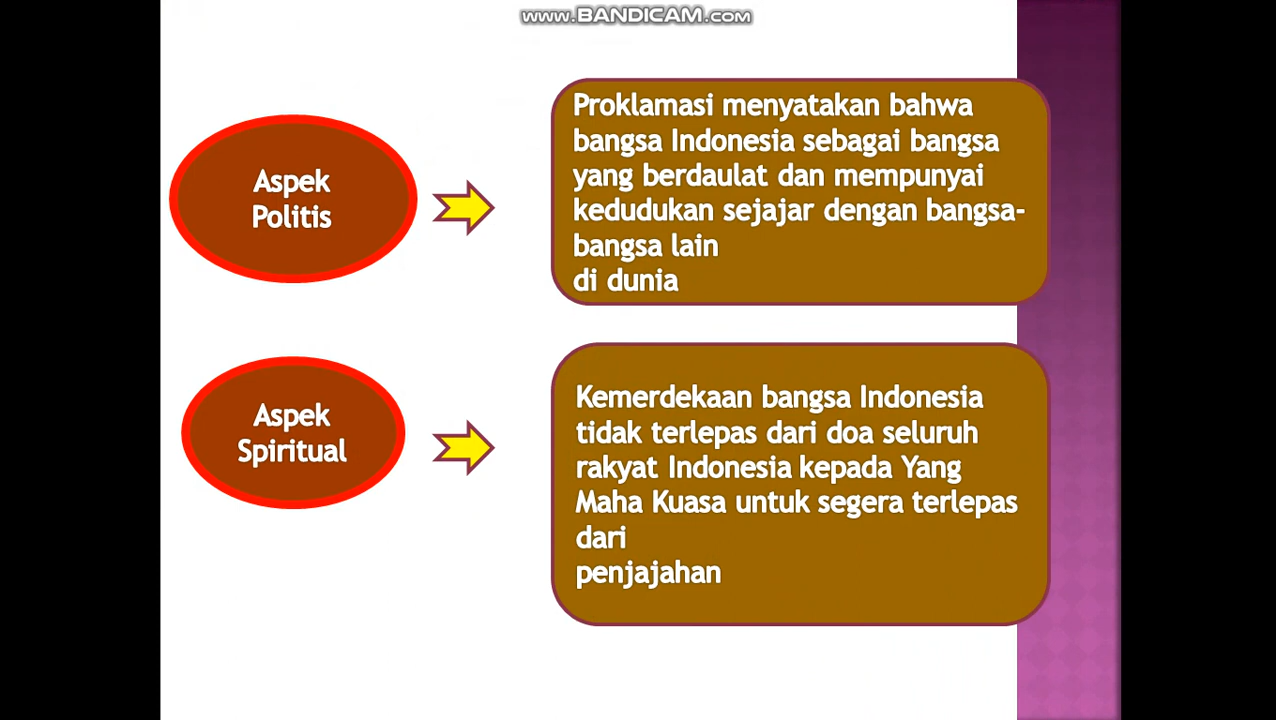 www.BANDICAM.com
Aspek
Politis
Proklamasi menyatakan bahwa
bangsa Indonesia sebagai bangsa
yang berdaulat dan mempunyai
kedudukan sejajar dengan bangsa-
bangsa lain
di dunia
Aspek
Spiritual
Kemerdekaan bangsa Indonesia
tidak terlepas dari doa seluruh
rakyat Indonesia kepada Yang
Maha Kuasa untuk segera terlepas
dari
penjajahan